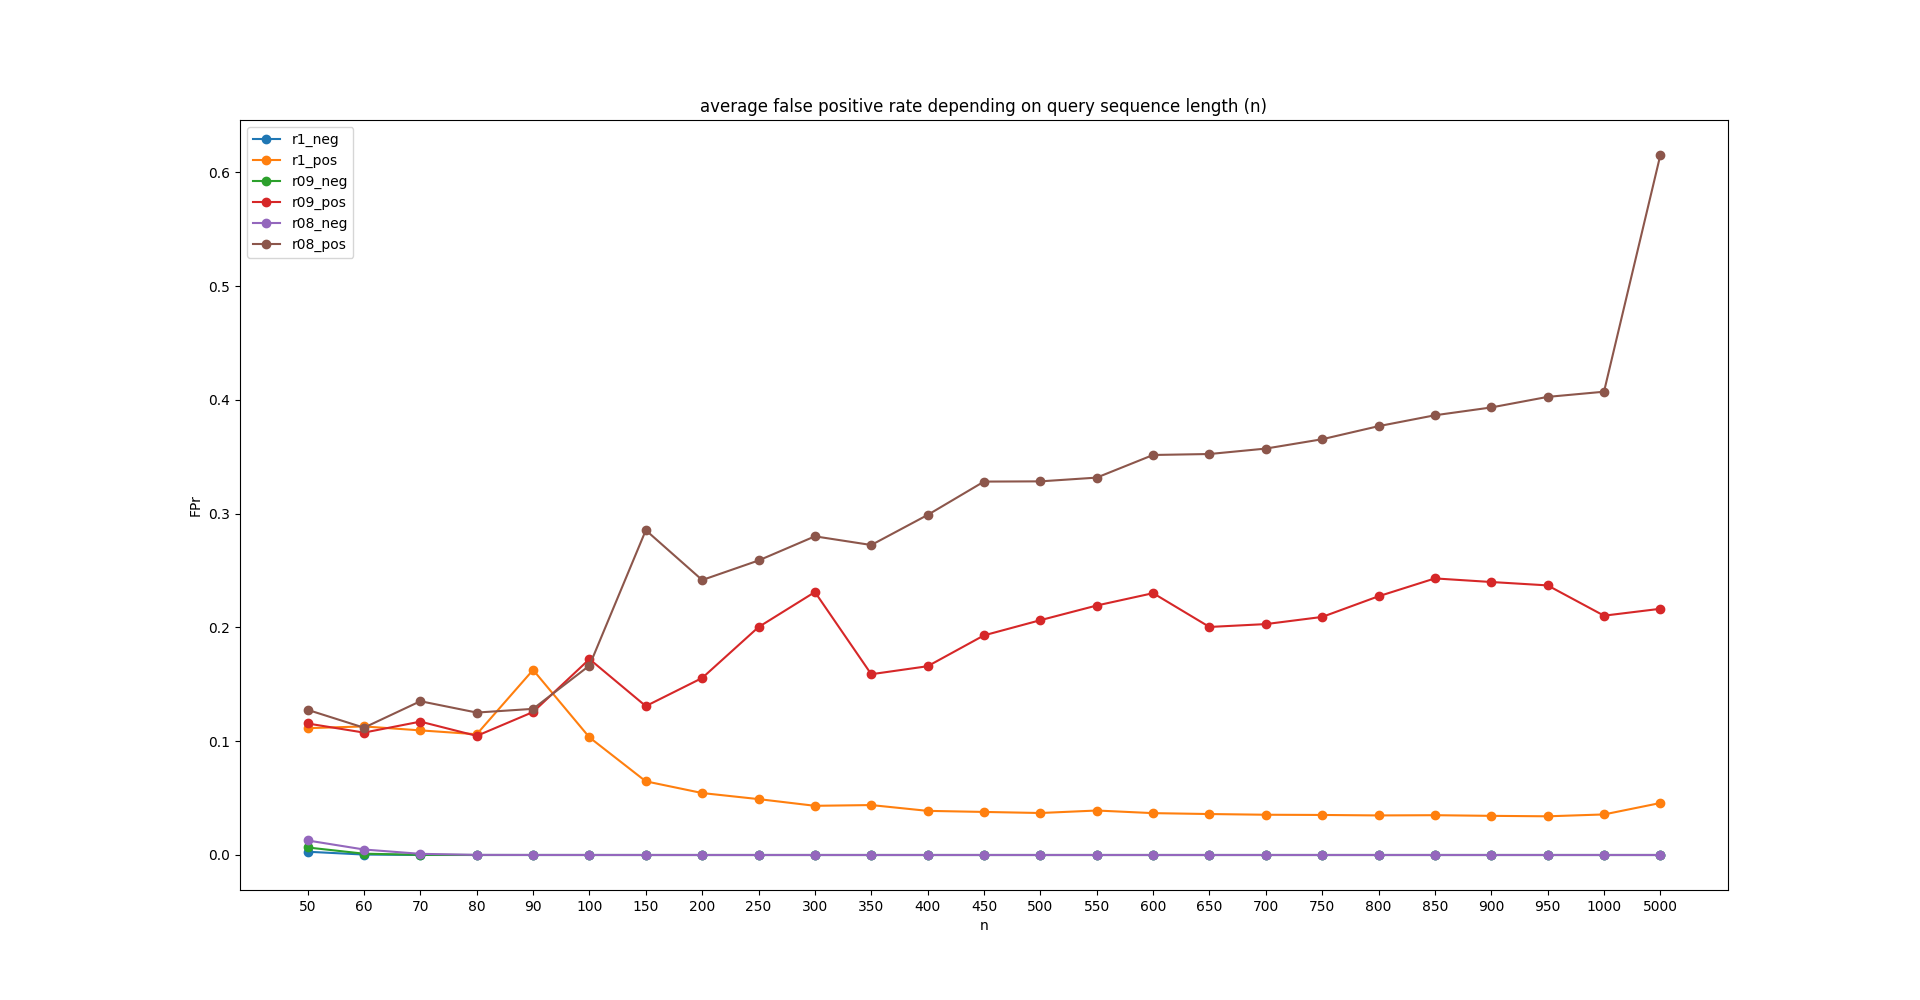 average false positive rate depending on query sequence length (n)
r1_neg
r1_pos
r09_neg
r09_pos
r08_neg
r08_pos
0.6
0.5
0.4
0.3
0.2
0.1
0.0
FPr
50 60 70 80 90 100 150 200 250 300 350 400 450 500 550 600 650 700 750 800 850 900 950 1000 5000
n